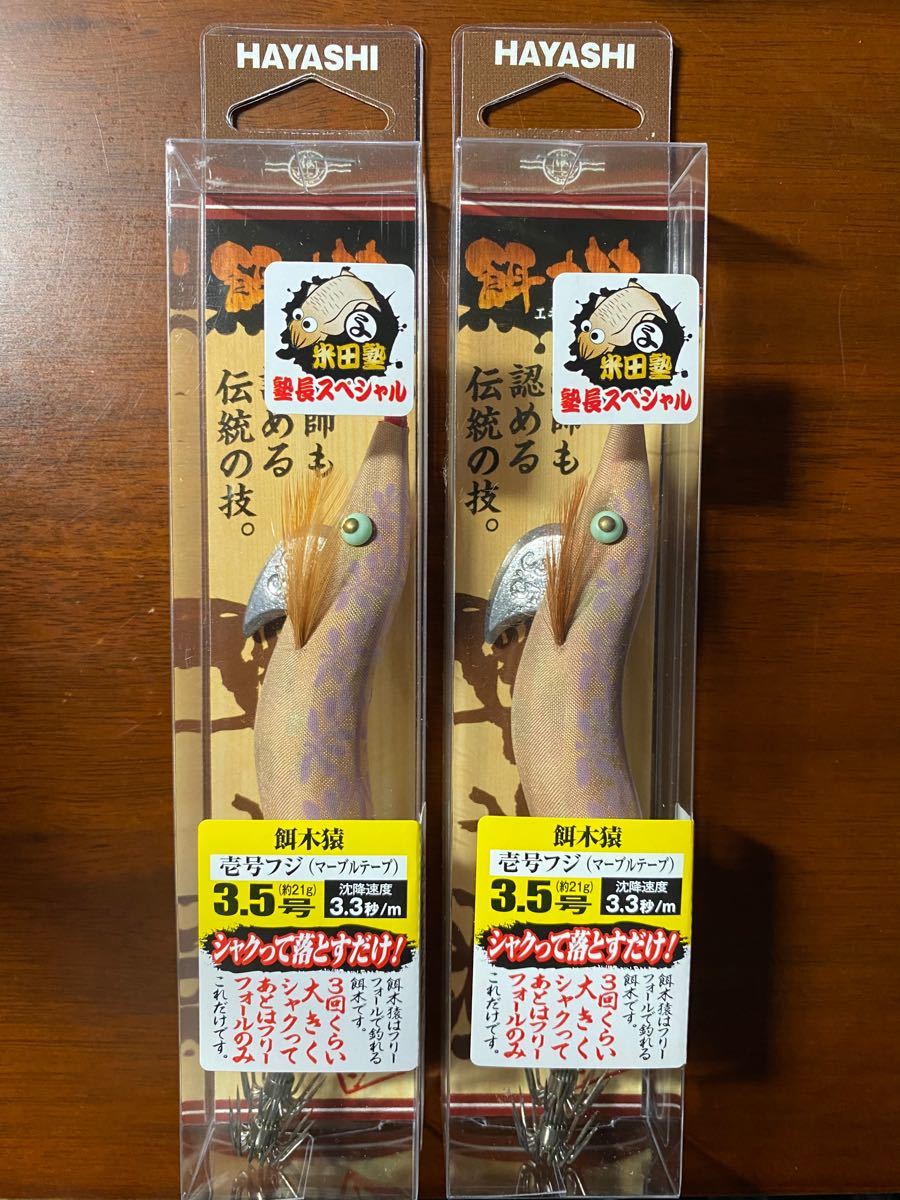 HAYASHI
餌
よ
米田塾
塾長スペシャル
師も
める
伝統の技。
餌木猿
壱号フジ（マーブルテープ）
3.5号（約21g）
沈降速度
3.3秒/m
シャクって落とすだけ！
餌木猿はフリー
フォールで釣れる
餌木です。
３回くらい
大きく
シャクって
あとはフリー
フォールのみ
これだけです。
HAYASHI
餌
エ
よ
米田塾
塾長スペシャル
師も
認める
伝統の技。
餌木猿
壱号フジ（マーブルテープ）
3.5号（約21g）
沈降速度
3.3秒/m
シャクって落とすだけ！
餌木猿はフリー
フォールで釣れる
餌木です。
３回くらい
大きく
シャクって
あとはフリー
フォールのみ
これだけです。